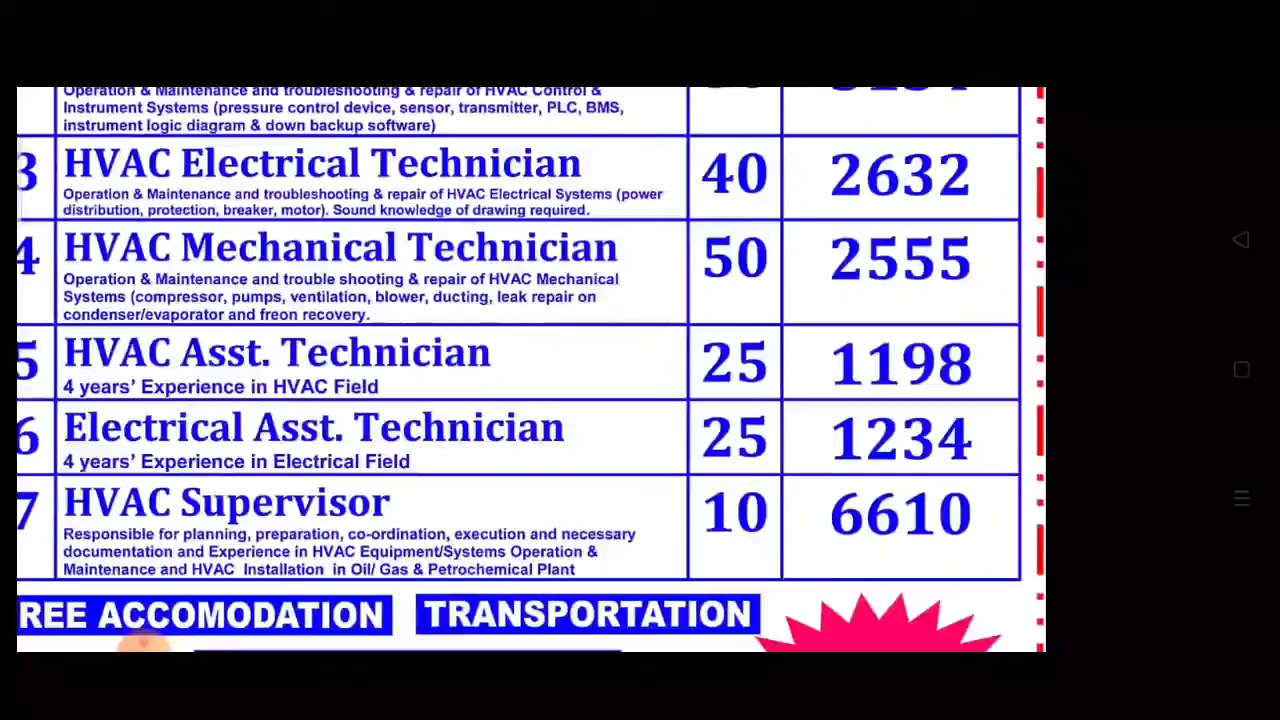 Operation & Maintenance and troubleshooting & repair of HVAC Control &
Instrument Systems (pressure control device, sensor, transmitter, PLC, BMS,
instrument logic diagram & down backup software)
3 HVAC Electrical Technician 40 2632
Operation & Maintenance and troubleshooting & repair of HVAC Electrical Systems (power
distribution, protection, breaker, motor). Sound knowledge of drawing required.
4 HVAC Mechanical Technician 50 2555
Operation & Maintenance and trouble shooting & repair of HVAC Mechanical
Systems (compressor, pumps, ventilation, blower, ducting, leak repair on
condenser/evaporator and freon recovery.
5 HVAC Asst. Technician 25 1198
4 years’ Experience in HVAC Field
6 Electrical Asst. Technician 25 1234
4 years’ Experience in Electrical Field
7 HVAC Supervisor 10 6610
Responsible for planning, preparation, co-ordination, execution and necessary
documentation and Experience in HVAC Equipment/Systems Operation &
Maintenance and HVAC Installation in Oil/ Gas & Petrochemical Plant
REE ACCOMODATION TRANSPORTATION